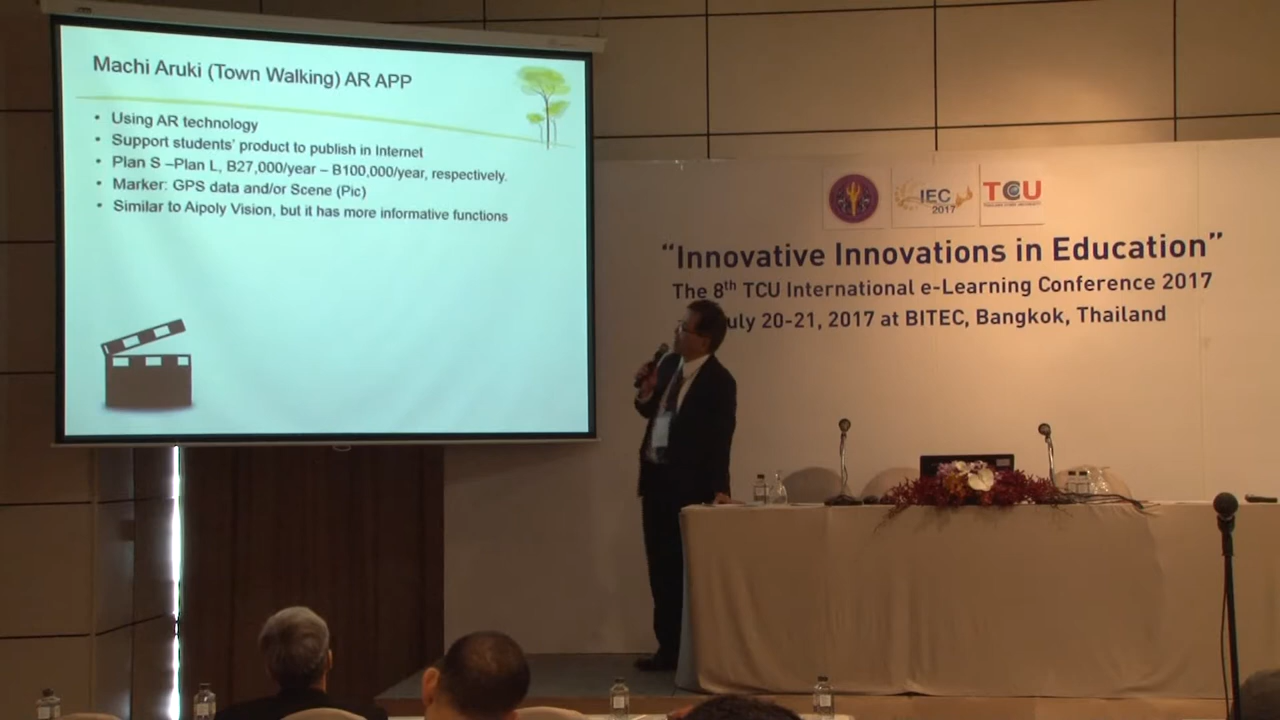 Machi Aruki (Town Walking) AR APP
• Using AR technology
• Support students' product to publish in Internet
• Plan S –Plan L, B27,000/year – B100,000/year, respectively.
• Marker: GPS data and/or Scene (Pic)
• Similar to Aipoly Vision, but it has more informative functions
IEC
2017
TCU
“Innovative Innovations in Education”
The 8th TCU International e-Learning Conference 2017
uly 20-21, 2017 at BITEC, Bangkok, Thailand